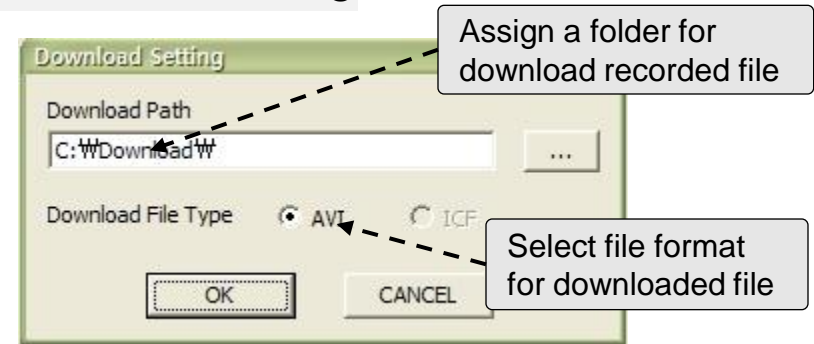 Assign a folder for
download recorded file
Download Setting
Download Path
C:₩Download₩
...
Download File Type AVI ICF
Select file format
for downloaded file
OK CANCEL